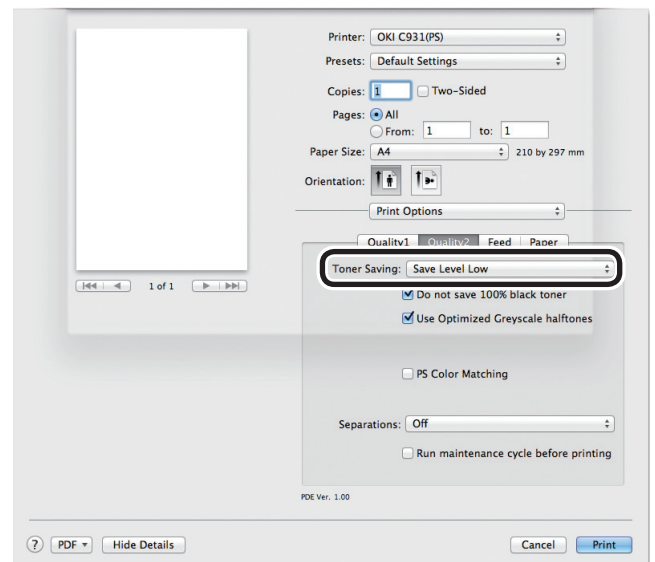 Printer: OKI C931(PS)
Presets: Default Settings
Copies: 1 Two-Sided
Pages: All
From: 1 to: 1
Paper Size: A4 210 by 297 mm
Orientation:
Print Options
Quality1 Quality2 Feed Paper
Toner Saving: Save Level Low
1 of 1
Do not save 100% black toner
Use Optimized Greyscale halftones
PS Color Matching
Separations: Off
Run maintenance cycle before printing
PDE Ver. 1.00
? PDF Hide Details Cancel Print